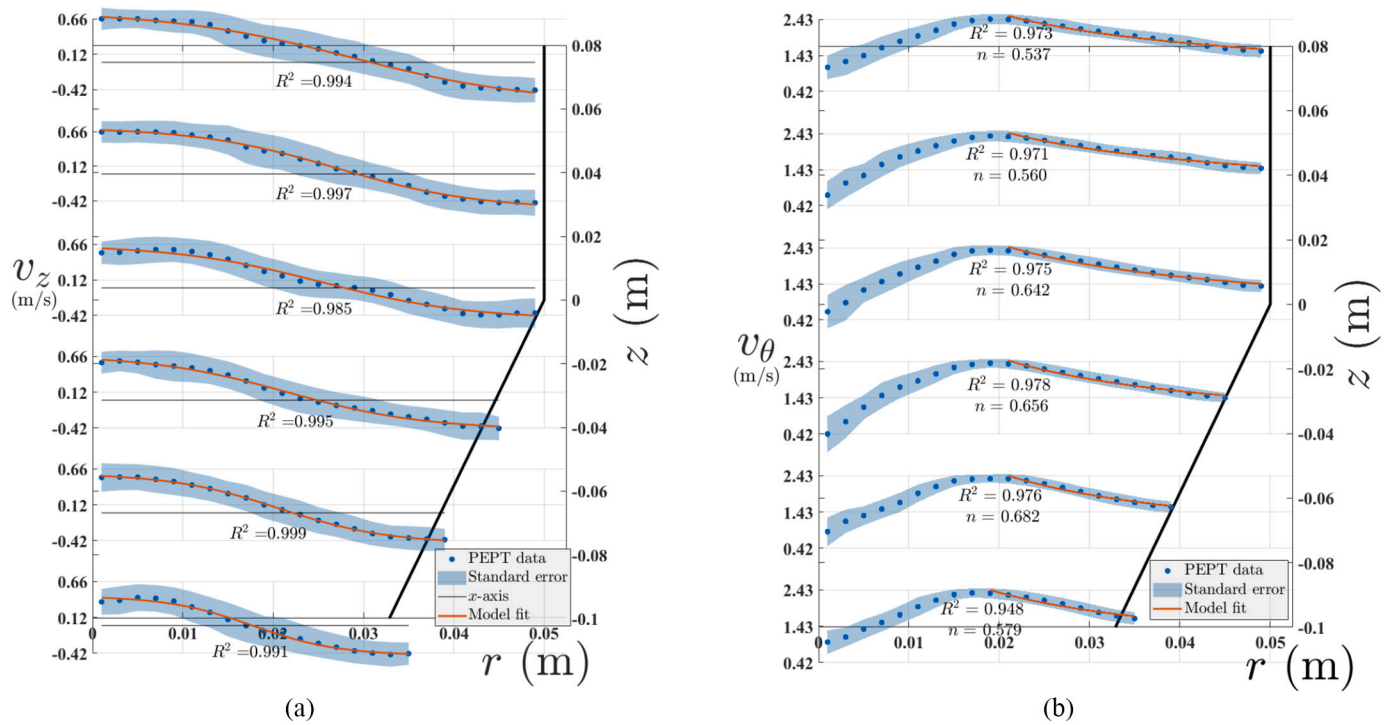 0.66
0.12
-0.42
R² =0.994
0.66
0.12
-0.42
R² =0.997
0.66
0.12
-0.42
R² =0.985
0.66
0.12
-0.42
R² =0.995
0.66
0.12
-0.42
R² =0.999
0.66
0.12
-0.42
R² =0.991
v_z
(m/s)
0.08
0.06
0.04
0.02
0
-0.02
-0.04
-0.06
-0.08
-0.1
z (m)
PEPT data
Standard error
x-axis
Model fit
0 0.01 0.02 0.03 0.04 0.05
r (m)
(a)
2.43
1.43
0.42
R² = 0.973
n = 0.537
2.43
1.43
0.42
R² = 0.971
n = 0.560
2.43
1.43
0.42
R² = 0.975
n = 0.642
2.43
1.43
0.42
R² = 0.978
n = 0.656
2.43
1.43
0.42
R² = 0.976
n = 0.682
2.43
1.43
0.42
R² = 0.948
n = 0.579
v_θ
(m/s)
0.08
0.06
0.04
0.02
0
-0.02
-0.04
-0.06
-0.08
-0.1
z (m)
PEPT data
Standard error
Model fit
0 0.01 0.02 0.03 0.04 0.05
r (m)
(b)